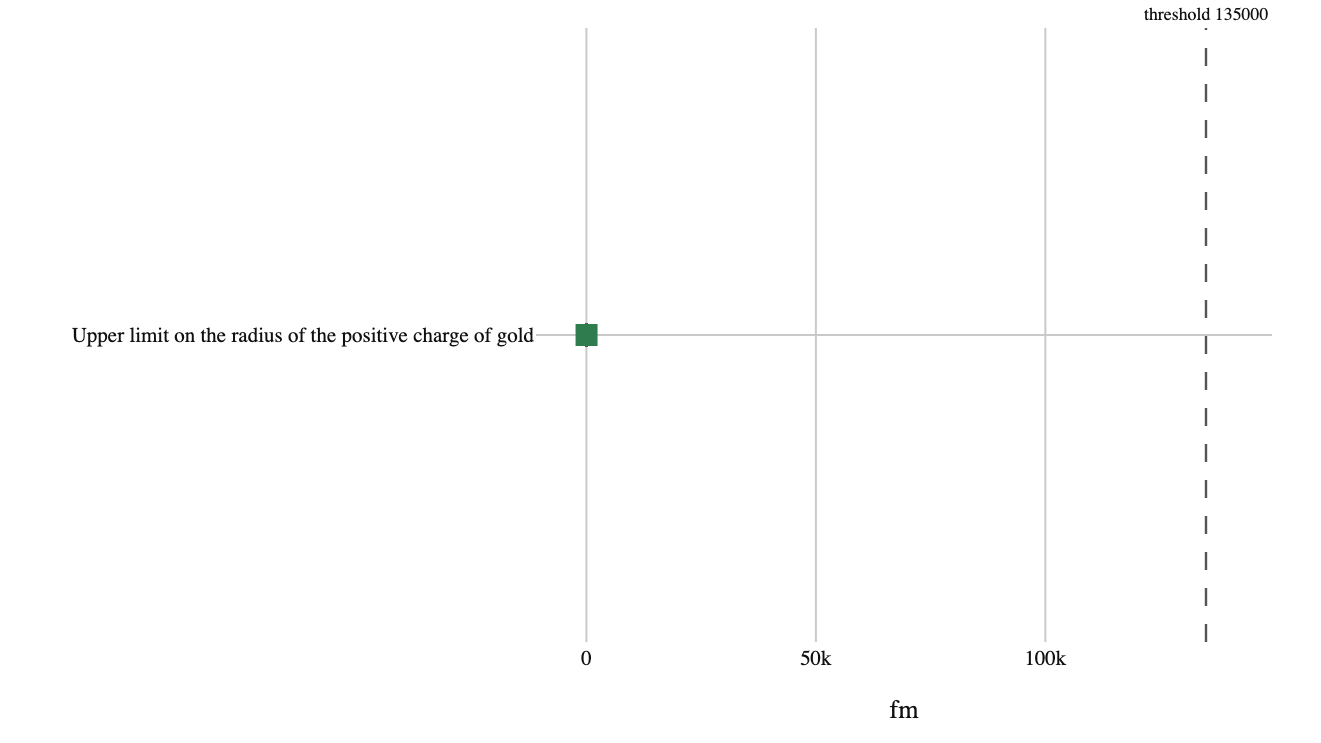 threshold 135000
Upper limit on the radius of the positive charge of gold
0 50k 100k
fm